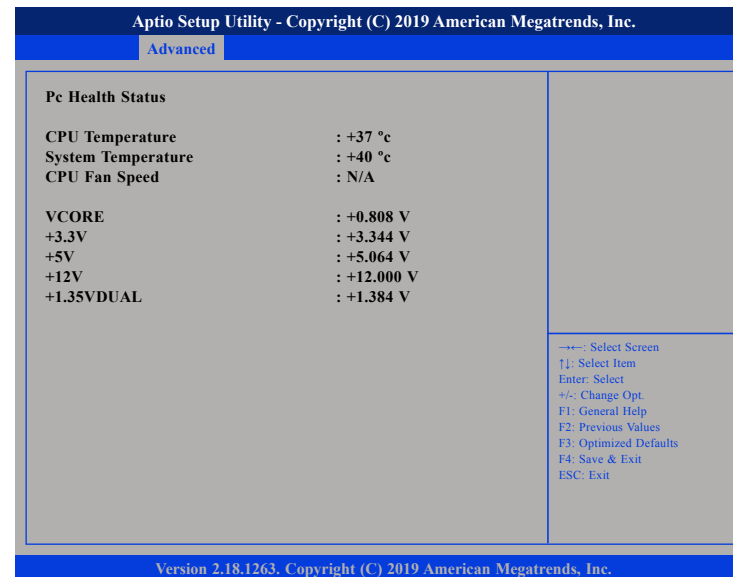 Aptio Setup Utility - Copyright (C) 2019 American Megatrends, Inc.
Advanced
Pc Health Status
CPU Temperature : +37 °c
System Temperature : +40 °c
CPU Fan Speed : N/A
VCORE : +0.808 V
+3.3V : +3.344 V
+5V : +5.064 V
+12V : +12.000 V
+1.35VDUAL : +1.384 V
→←: Select Screen
↑↓: Select Item
Enter: Select
+/-: Change Opt.
F1: General Help
F2: Previous Values
F3: Optimized Defaults
F4: Save & Exit
ESC: Exit
Version 2.18.1263. Copyright (C) 2019 American Megatrends, Inc.